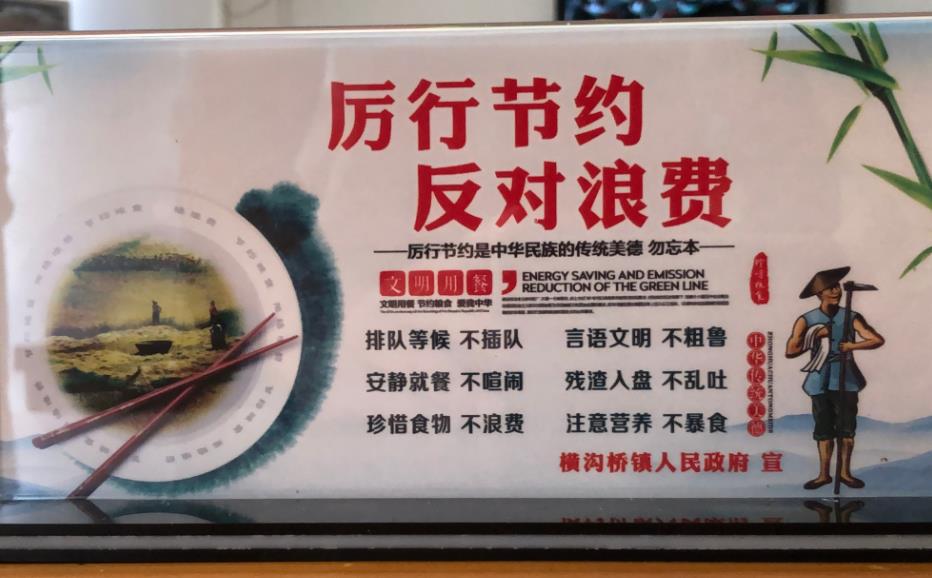 厉行节约
反对浪费
厉行节约是中华民族的传统美德 勿忘本
文明用餐
ENERGY SAVING AND EMISSION
REDUCTION OF THE GREEN LINE
文明用餐 节约粮食 爱我中华
排队等候 不插队
言语文明 不粗鲁
安静就餐 不喧闹
残渣入盘 不乱吐
珍惜食物 不浪费
注意营养 不暴食
中华传统美德
横沟桥镇人民政府 宣